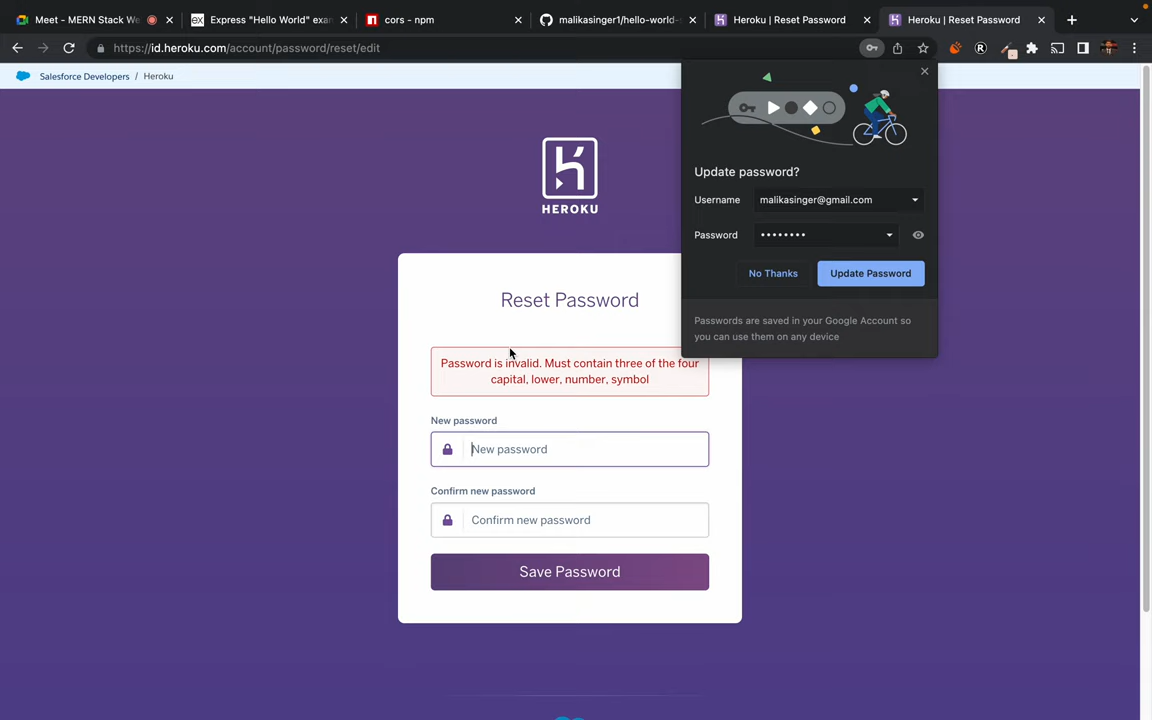 Meet - MERN Stack We
Express "Hello World" exan
cors - npm
malikasinger1/hello-world-s
Heroku | Reset Password
Heroku | Reset Password
https://id.heroku.com/account/password/reset/edit
Salesforce Developers / Heroku
HEROKU
Reset Password
Password is invalid. Must contain three of the four
capital, lower, number, symbol
New password
New password
Confirm new password
Confirm new password
Save Password
Update password?
Username malikasinger@gmail.com
Password ••••••••
No Thanks Update Password
Passwords are saved in your Google Account so
you can use them on any device